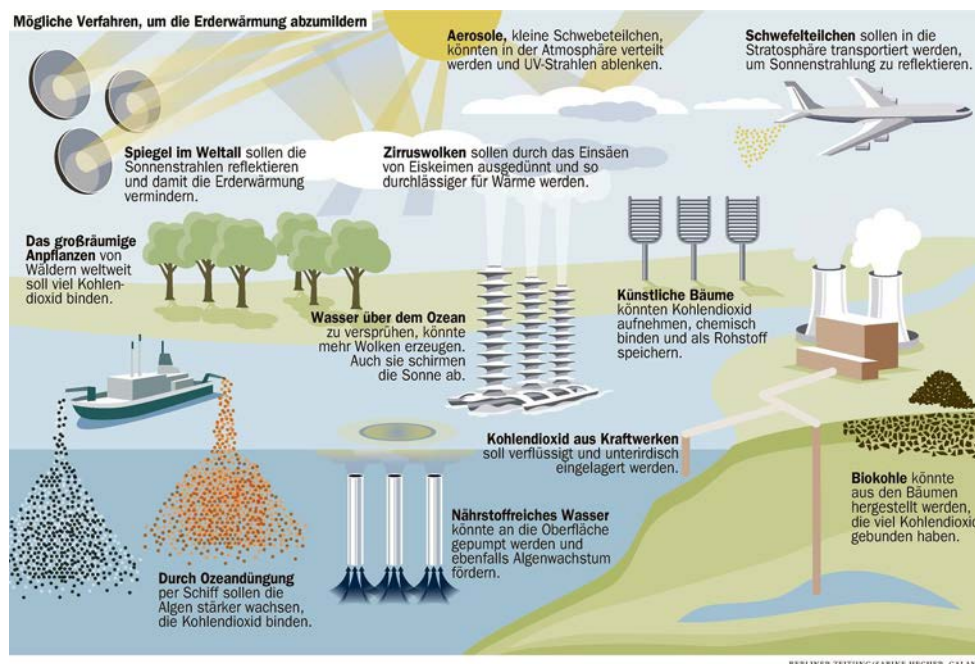 Mögliche Verfahren, um die Erderwärmung abzumildern
Aerosole, kleine Schwebeteilchen,
könnten in der Atmosphäre verteilt
werden und UV-Strahlen ablenken.
Schwefelteilchen sollen in die
Stratosphäre transportiert werden,
um Sonnenstrahlung zu reflektieren.
Spiegel im Weltall sollen die
Sonnenstrahlen reflektieren
und damit die Erderwärmung
vermindern.
Zirruswolken sollen durch das Einsäen
von Eiskeimen ausgedünnt und so
durchlässiger für Wärme werden.
Das großräumige
Anpflanzen von
Wäldern weltweit
soll viel Kohlen-
dioxid binden.
Wasser über dem Ozean
zu versprühen, könnte
mehr Wolken erzeugen.
Auch sie schirmen
die Sonne ab.
Künstliche Bäume
könnten Kohlendioxid
aufnehmen, chemisch
binden und als Rohstoff
speichern.
Kohlendioxid aus Kraftwerken
soll verflüssigt und unterirdisch
eingelagert werden.
Biokohle könnte
aus den Bäumen
hergestellt werden,
die viel Kohlendioxid
gebunden haben.
Nährstoffreiches Wasser
könnte an die Oberfläche
gepumpt werden und
ebenfalls Algenwachstum
fördern.
Durch Ozeandüngung
per Schiff sollen die
Algen stärker wachsen,
die Kohlendioxid binden.
BERLINER ZEITUNG/SABINE HECHER,